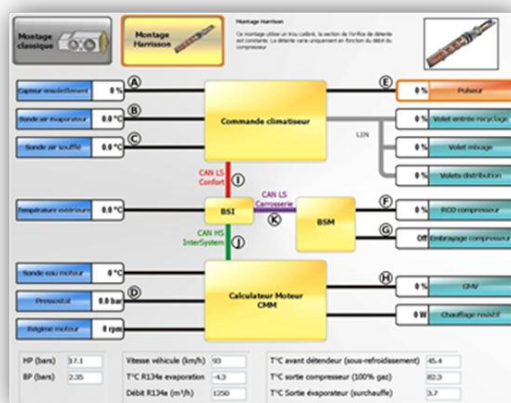 Montage classique
Montage Harrisson
Montage Harrison
Ce montage utilise un trou calibré, la section de l'orifice de détente est constante. La détente varie uniquement en fonction du débit du compresseur
Capteur ensoleillement 0 % A
Sonde air évaporateur 0.0 °C B
Sonde air soufflé 0.0 °C C
Commande climatiseur
E 0 % Pulseur
0 % Volet entrée recyclage
LIN
0 % Volet mixage
0 % Volets distribution
CAN LS Confort I
CAN LS Carrosserie
K
Température extérieure 0.0 °C
BSI
BSM
F 0 % RCO compresseur
G Off Embrayage compresseur
CAN HS InterSystem J
Sonde eau moteur 0 °C
Pressostat 0.0 bar D
Régime moteur 0 rpm
Calculateur Moteur CMM
H 0 % GMV
0 W Chauffage resistif
HP (bars) 17.1
BP (bars) 2.35
Vitesse véhicule (km/h) 93
T°C R134a evaporation -4.3
Débit R134a (m³/h) 1250
T°C avant détendeur (sous-refroidissement) 45.4
T°C sortie compresseur (100% gaz) 82.3
T°C Sortie évaporateur (surchauffe) 3.7